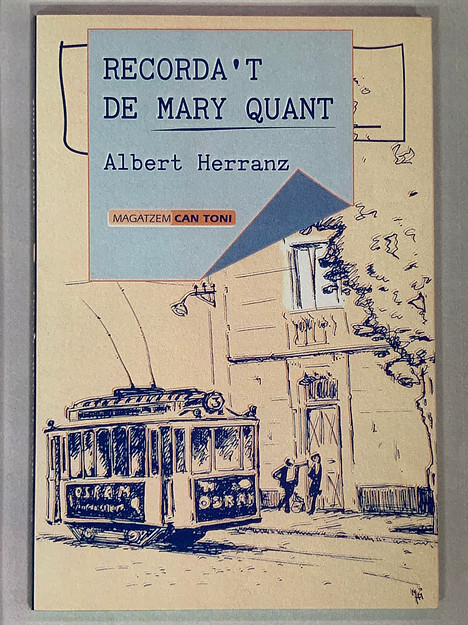 RECORDA'T
DE MARY QUANT
Albert Herranz
MAGATZEM CAN TONI
3
OSRAM
OSRAM